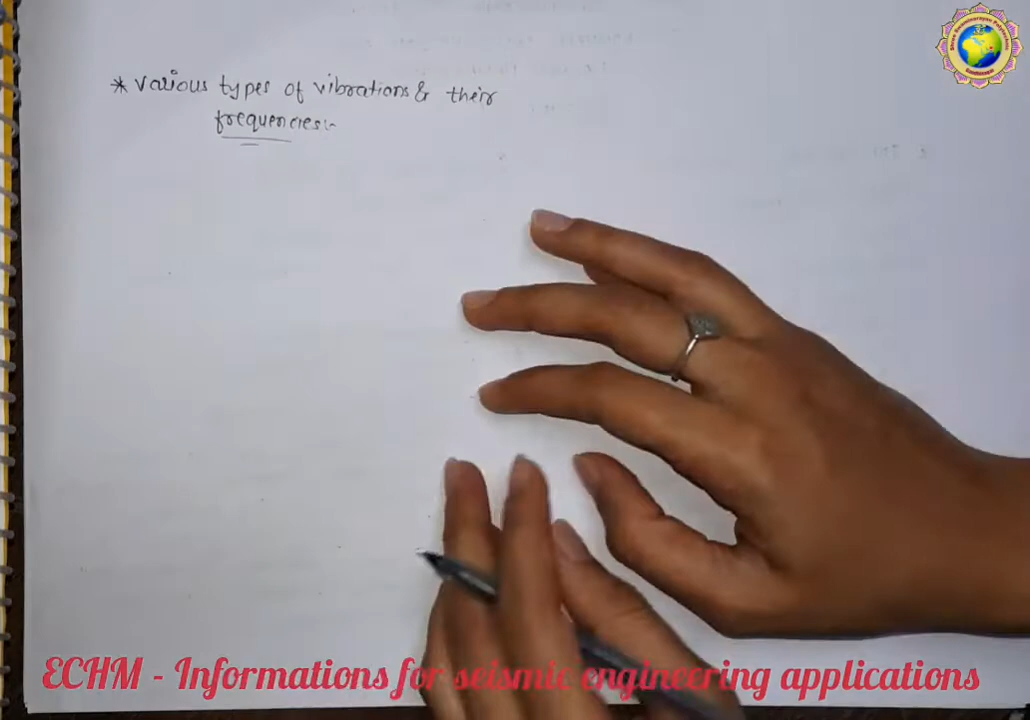 * Various types of vibrations & their
frequencies:-
ECHM - Informations for seismic engineering applications